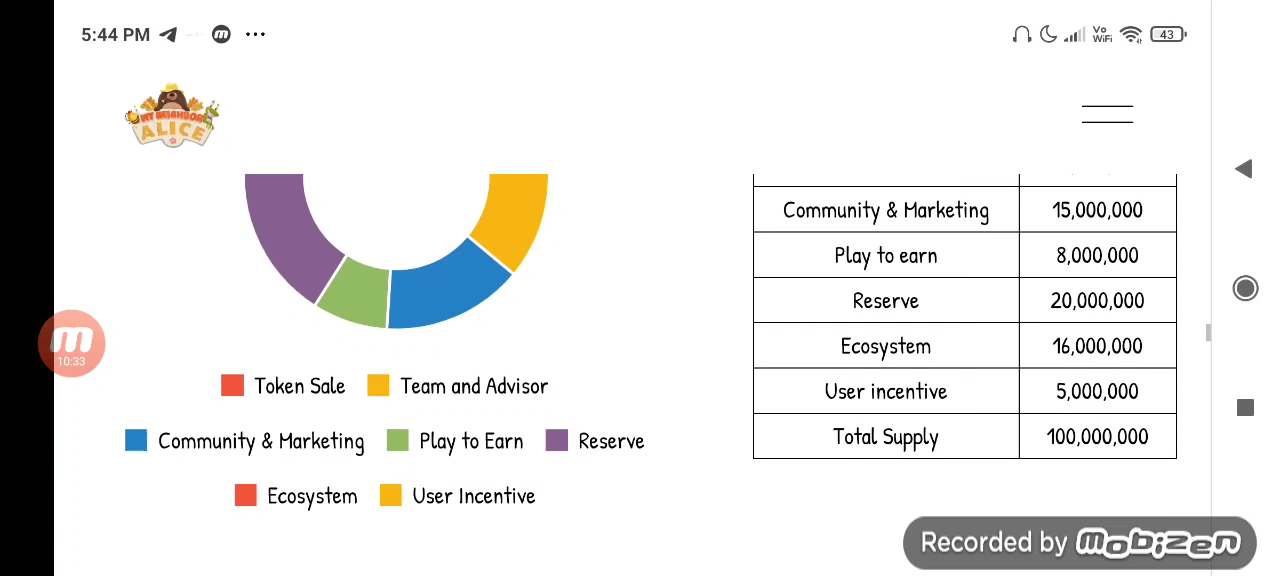 5:44 PM
Vo
WiFi
43
MY NEIGHBOR
ALICE
Community & Marketing 15,000,000
Play to earn 8,000,000
Reserve 20,000,000
Ecosystem 16,000,000
User incentive 5,000,000
Total Supply 100,000,000
10:33
Token Sale Team and Advisor
Community & Marketing Play to Earn Reserve
Ecosystem User Incentive
Recorded by mobizen